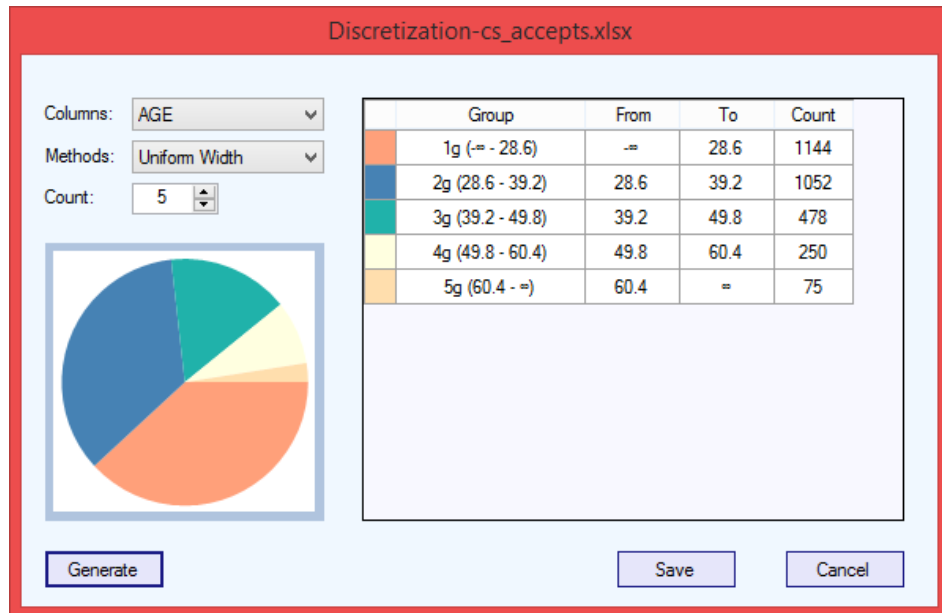 Discretization-cs_accepts.xlsx
Columns: AGE
Methods: Uniform Width
Count: 5
Group From To Count
1g (-∞ - 28.6) -∞ 28.6 1144
2g (28.6 - 39.2) 28.6 39.2 1052
3g (39.2 - 49.8) 39.2 49.8 478
4g (49.8 - 60.4) 49.8 60.4 250
5g (60.4 - ∞) 60.4 ∞ 75
Generate Save Cancel